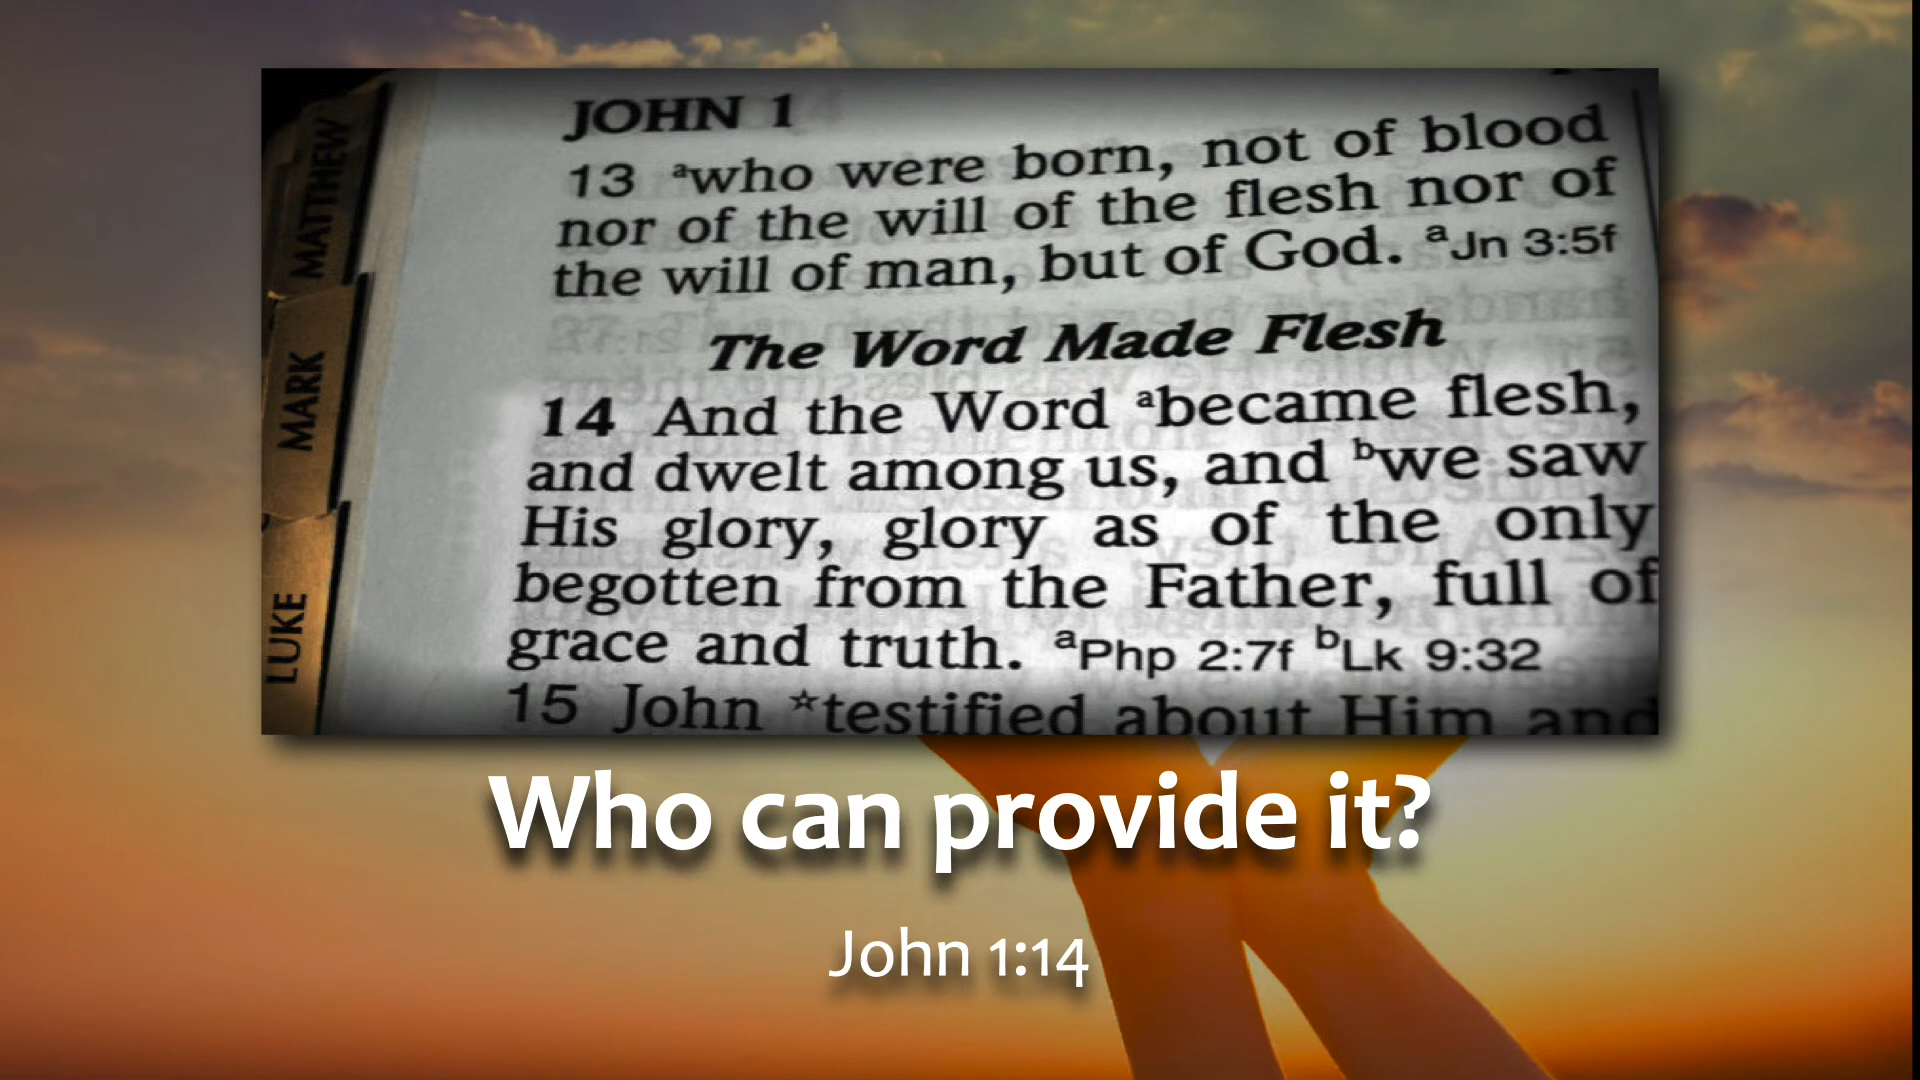 MATTHEW
MARK
LUKE
JOHN 1
13 ᵃwho were born, not of blood
nor of the will of the flesh nor of
the will of man, but of God. ᵃJn 3:5f
The Word Made Flesh
14 And the Word ᵃbecame flesh,
and dwelt among us, and ᵇwe saw
His glory, glory as of the only
begotten from the Father, full of
grace and truth. ᵃPhp 2:7f ᵇLk 9:32
15 John *testified about Him and
Who can provide it?
John 1:14